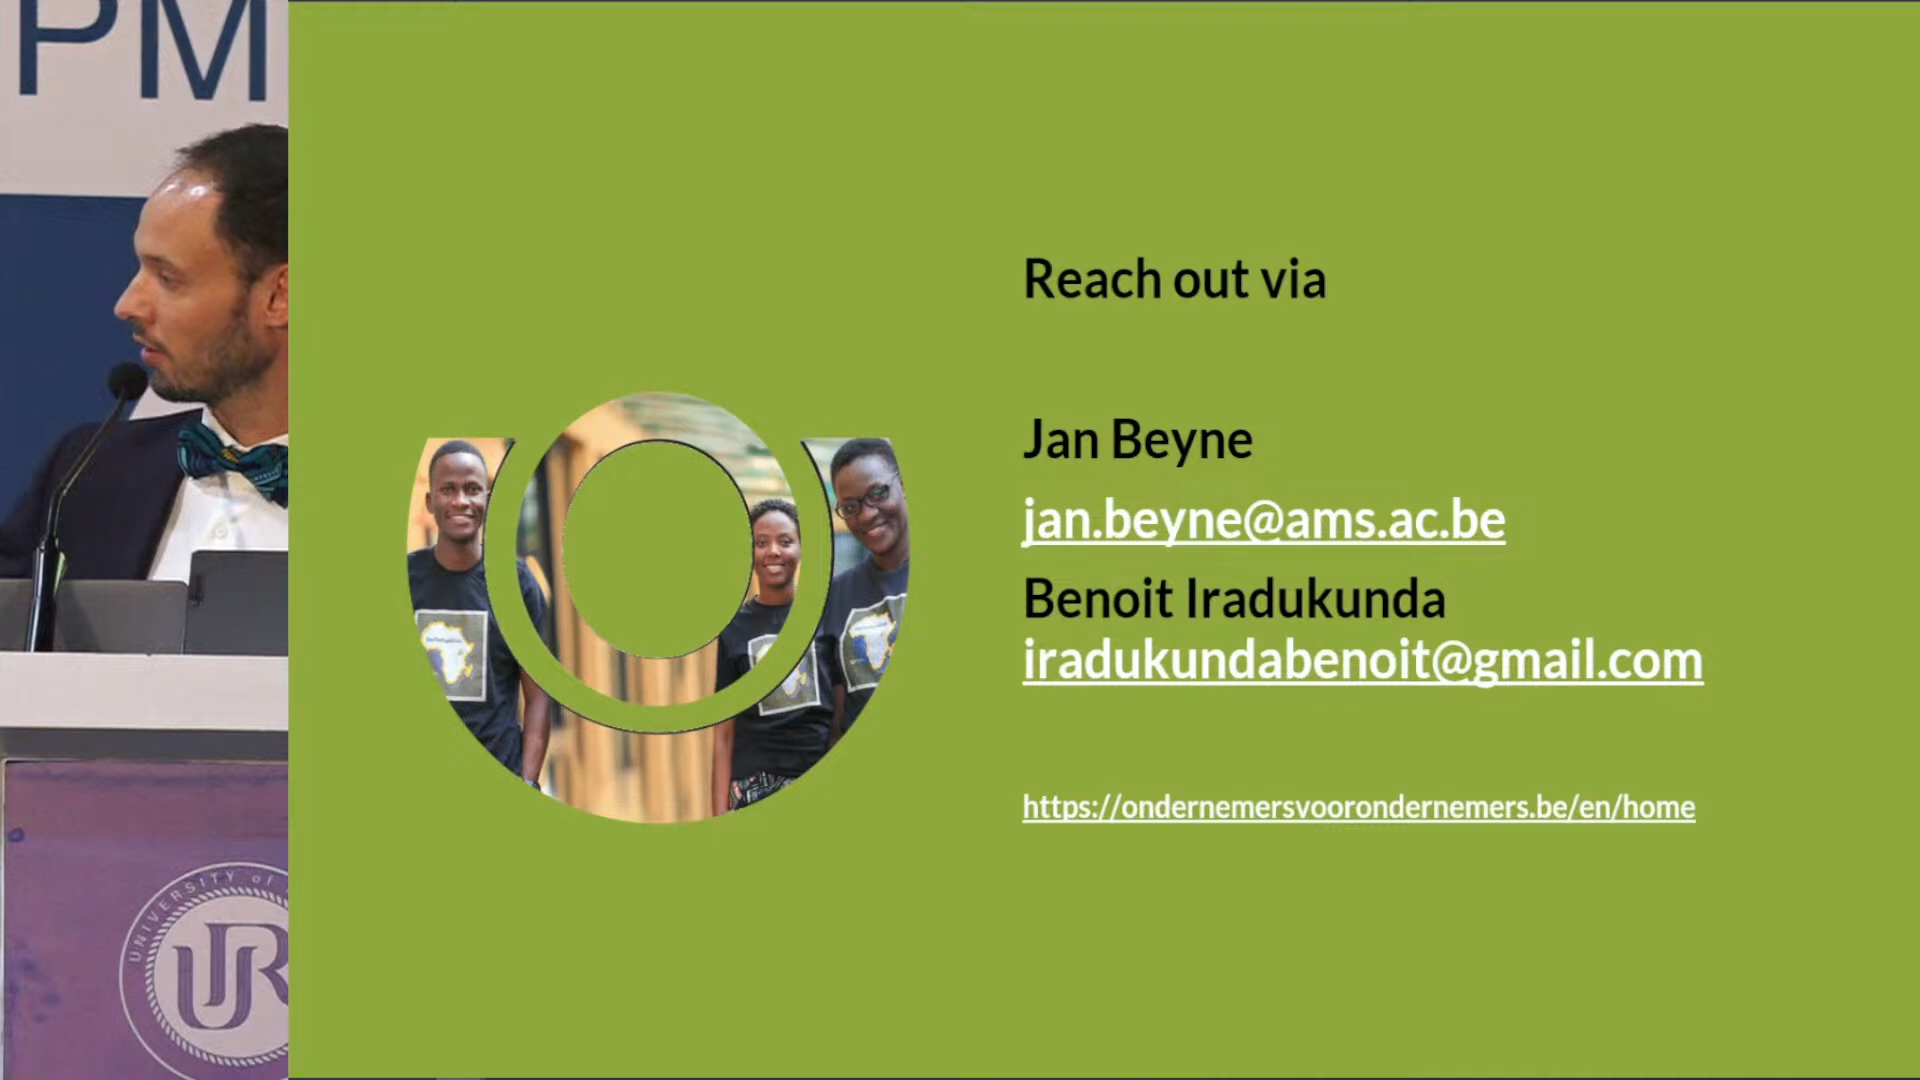 PM
Reach out via
Jan Beyne
jan.beyne@ams.ac.be
Benoit Iradukunda
iradukundabenoit@gmail.com
https://ondernemersvoorondernemers.be/en/home
UNIVERSITY of
UR